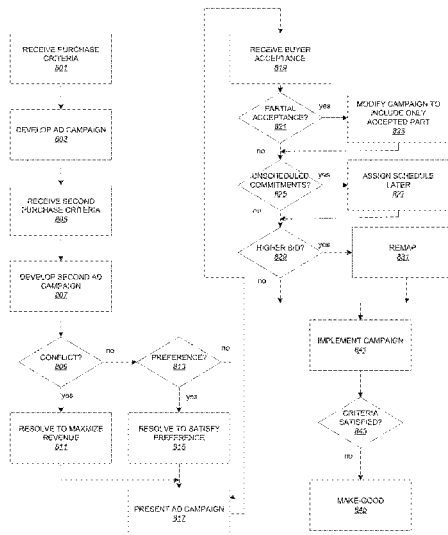 RECEIVE PURCHASE
CRITERIA
801
DEVELOP AD CAMPAIGN
803
RECEIVE SECOND
PURCHASE CRITERIA
805
DEVELOP SECOND AD
CAMPAIGN
807
CONFLICT?
809
no
yes
PREFERENCE?
813
no
yes
RESOLVE TO MAXIMIZE
REVENUE
811
RESOLVE TO SATISFY
PREFERENCE
815
PRESENT AD CAMPAIGN
817
RECEIVE BUYER
ACCEPTANCE
819
PARTIAL
ACCEPTANCE?
821
yes
no
MODIFY CAMPAIGN TO
INCLUDE ONLY
ACCEPTED PART
823
UNSCHEDULED
COMMITMENTS?
825
yes
no
ASSIGN SCHEDULE
LATER
827
HIGHER BID?
829
yes
no
REMAP
831
IMPLEMENT CAMPAIGN
CRITERIA
SATISFIED?
no
MAKE-GOOD